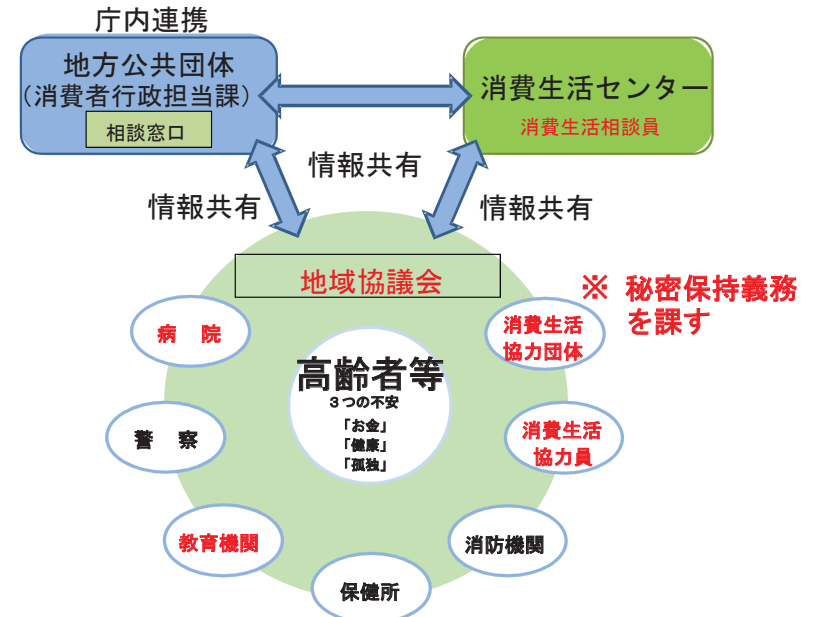 庁内連携
地方公共団体
(消費者行政担当課)
相談窓口
消費生活センター
消費生活相談員
情報共有
情報共有
情報共有
地域協議会
※ 秘密保持義務
を課す
病 院
消費生活
協力団体
高齢者等
3つの不安
「お金」
「健康」
「孤独」
警 察
消費生活
協力員
教育機関
消防機関
保健所